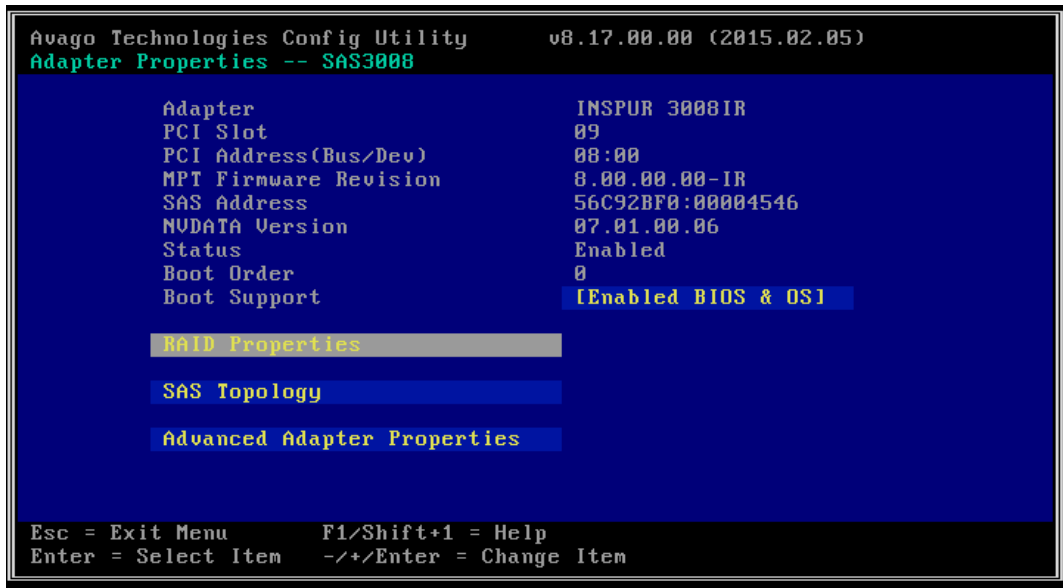 Avago Technologies Config Utility v8.17.00.00 (2015.02.05)
Adapter Properties -- SAS3008
Adapter INSPUR 3008IR
PCI Slot 09
PCI Address(Bus/Dev) 08:00
MPT Firmware Revision 8.00.00.00-IR
SAS Address 56C92BF0:00004546
NVDATA Version 07.01.00.06
Status Enabled
Boot Order 0
Boot Support [Enabled BIOS & OS]
RAID Properties
SAS Topology
Advanced Adapter Properties
Esc = Exit Menu F1/Shift+1 = Help
Enter = Select Item -/+/Enter = Change Item